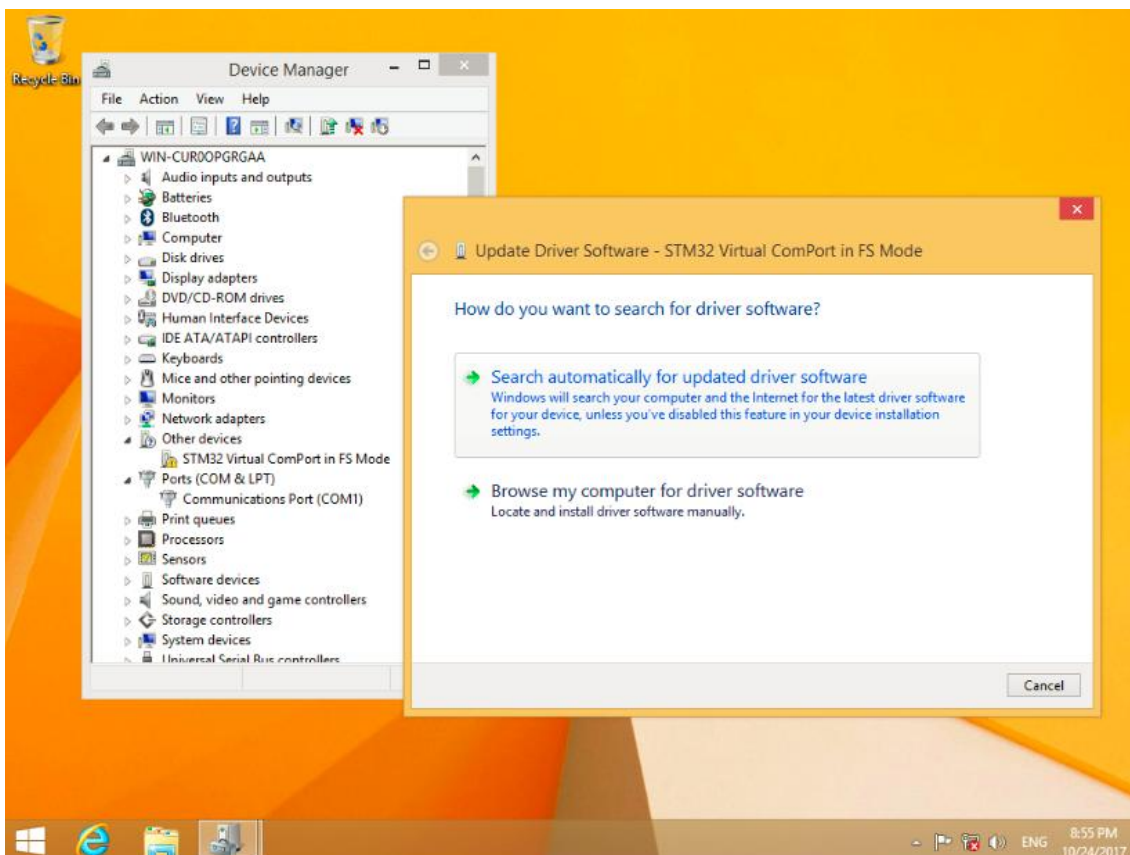 Recycle Bin
Device Manager
File Action View Help
WIN-CUR0OPGRGAA
Audio inputs and outputs
Batteries
Bluetooth
Computer
Disk drives
Display adapters
DVD/CD-ROM drives
Human Interface Devices
IDE ATA/ATAPI controllers
Keyboards
Mice and other pointing devices
Monitors
Network adapters
Other devices
STM32 Virtual ComPort in FS Mode
Ports (COM & LPT)
Communications Port (COM1)
Print queues
Processors
Sensors
Software devices
Sound, video and game controllers
Storage controllers
System devices
Universal Serial Bus controllers
Update Driver Software - STM32 Virtual ComPort in FS Mode
How do you want to search for driver software?
Search automatically for updated driver software
Windows will search your computer and the Internet for the latest driver software
for your device, unless you've disabled this feature in your device installation
settings.
Browse my computer for driver software
Locate and install driver software manually.
Cancel
ENG
8:55 PM
10/24/2017